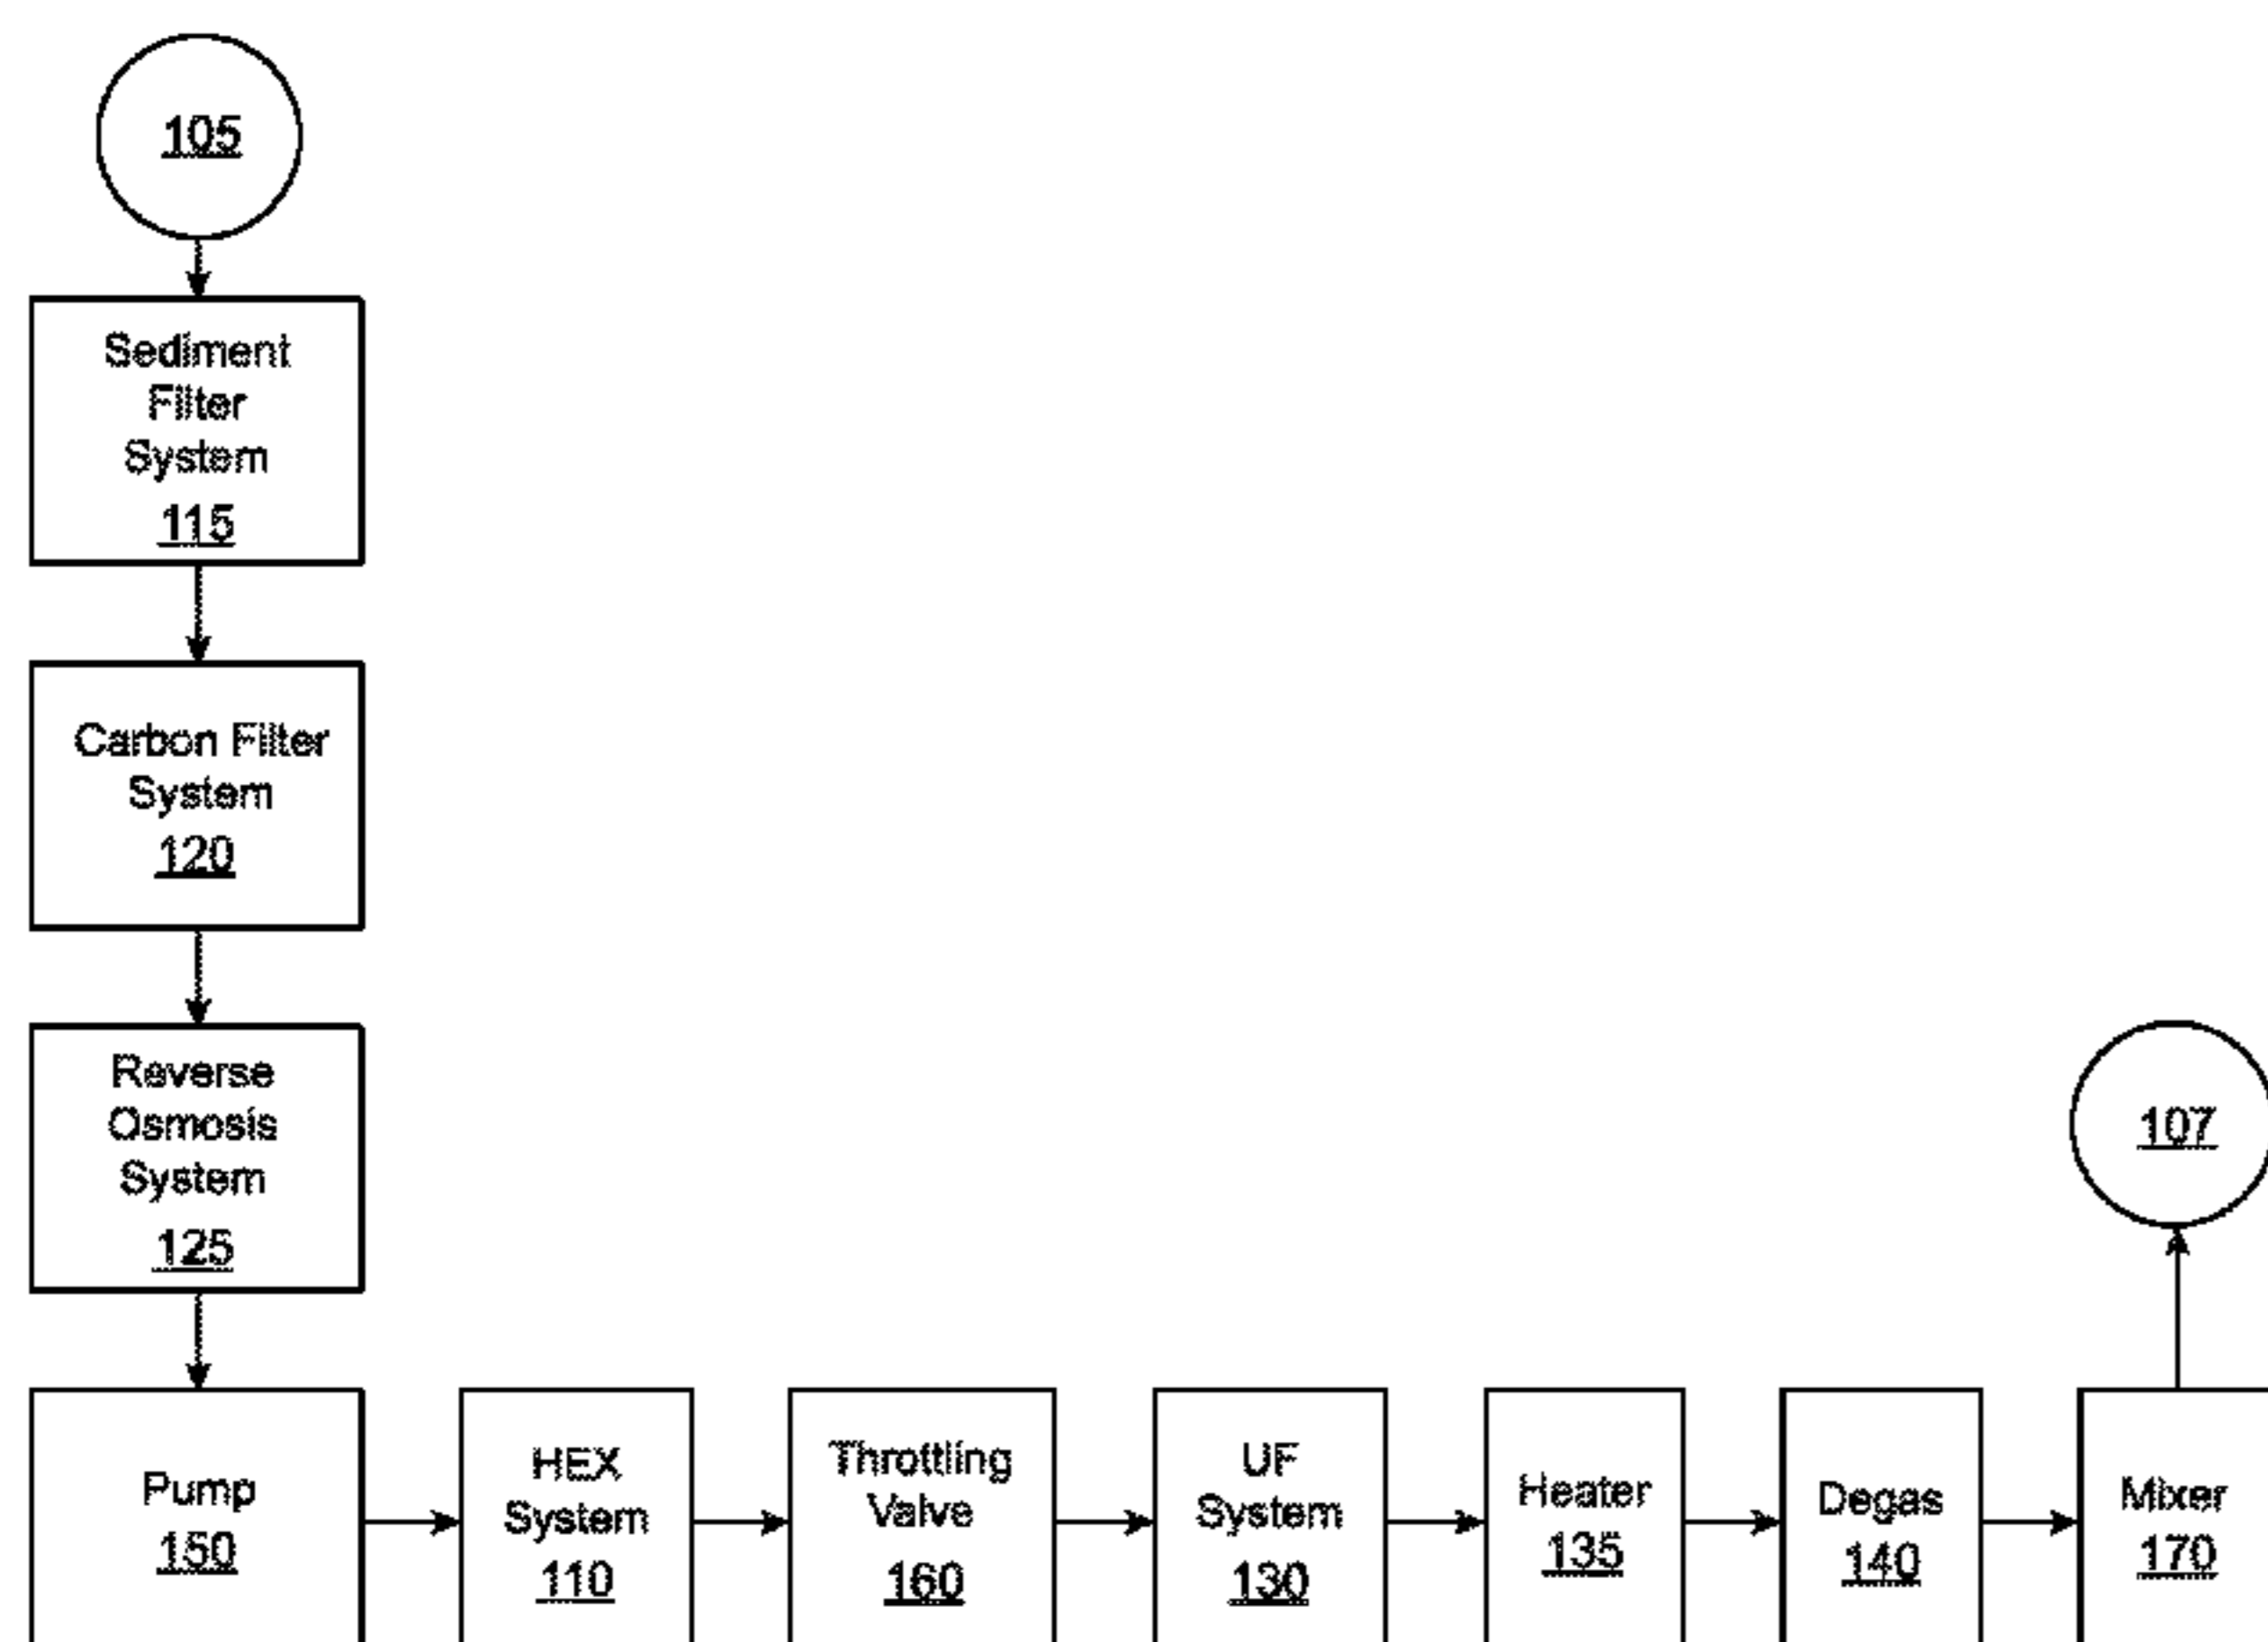 105
Sediment
Filter
System
115
Carbon Filter
System
120
Reverse
Osmosis
System
125
107
Pump
150
HEX
System
110
Throttling
Valve
160
UF
System
130
Heater
135
Degas
140
Mixer
170